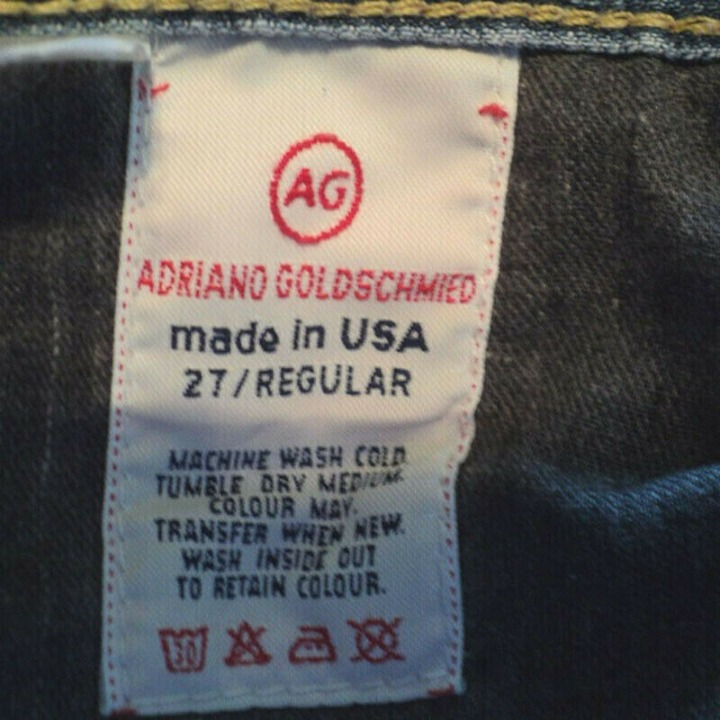 AG
ADRIANO GOLDSCHMIED
made in USA
27/REGULAR
MACHINE WASH COLD.
TUMBLE DRY MEDIUM.
COLOUR MAY.
TRANSFER WHEN NEW.
WASH INSIDE OUT
TO RETAIN COLOUR.
30